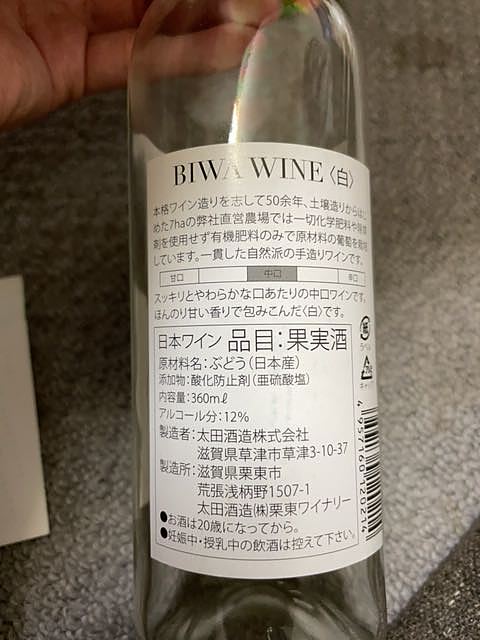 BIWA WINE〈白〉
本格ワイン造りを志して50余年、土壌造りからはじ
めた7haの弊社直営農場では一切化学肥料や除草
剤を使用せず有機肥料のみで原材料の葡萄を栽培
しています。一貫した自然派の手造りワインです。
甘口 中口 辛口
スッキリとやわらかな口あたりの中口ワインです。
ほんのり甘い香りで包みこんだ〈白〉です。
日本ワイン 品目：果実酒
原材料名：ぶどう（日本産）
添加物：酸化防止剤（亜硫酸塩）
内容量：360mℓ
アルコール分：12%
製造者：太田酒造株式会社
滋賀県草津市草津3-10-37
製造所：滋賀県栗東市
荒張浅柄野1507-1
太田酒造㈱栗東ワイナリー
●お酒は20歳になってから。
●妊娠中・授乳中の飲酒は控えて下さい。
紙
ラベル
4957160120214